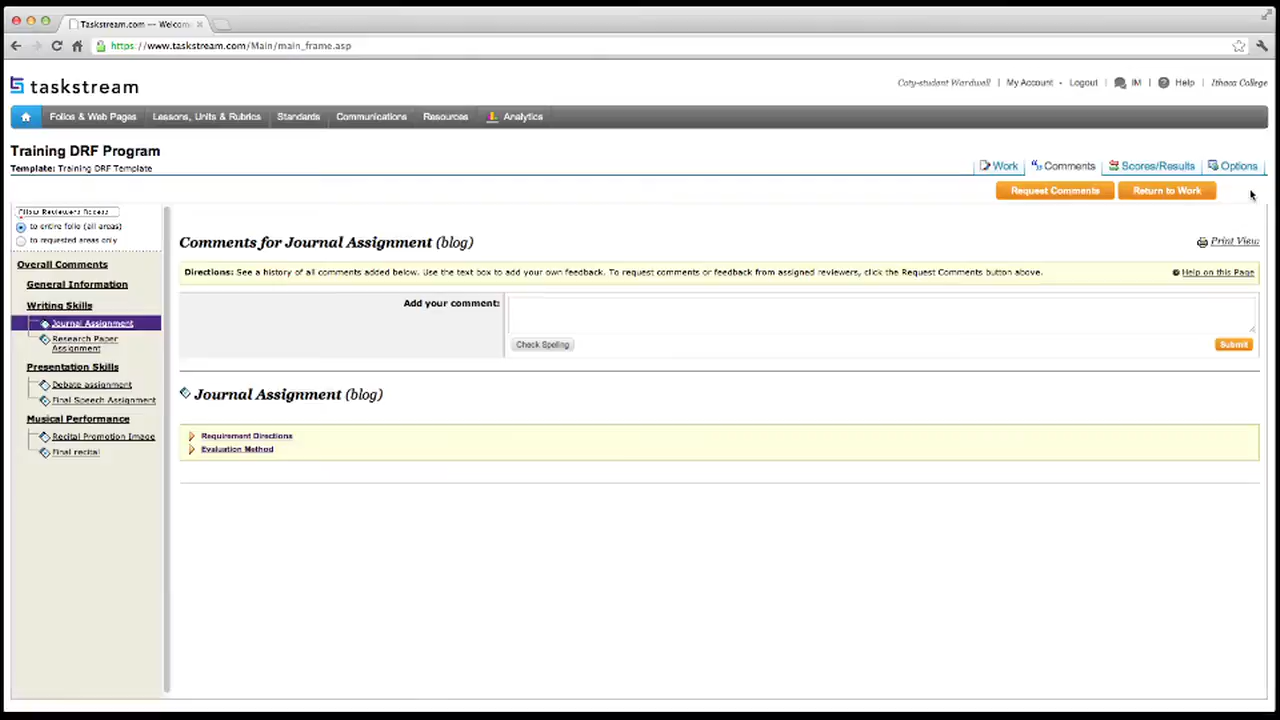 Taskstream.com — Welcom
https://www.taskstream.com/Main/main_frame.asp
taskstream
Coty-student Wardwell | My Account | Logout | IM | Help | Ithaca College
Folios & Web Pages Lessons, Units & Rubrics Standards Communications Resources Analytics
Training DRF Program
Template: Training DRF Template
Work Comments Scores/Results Options
Request Comments Return to Work
Allow Reviewers Access
to entire folio (all areas)
to requested areas only
Overall Comments
General Information
Writing Skills
Journal Assignment
Research Paper
Assignment
Presentation Skills
Debate assignment
Final Speech Assignment
Musical Performance
Recital Promotion Image
Final recital
Comments for Journal Assignment (blog)
Print View
Directions: See a history of all comments added below. Use the text box to add your own feedback. To request comments or feedback from assigned reviewers, click the Request Comments button above.
Help on this Page
Add your comment:
Check Spelling
Submit
Journal Assignment (blog)
Requirement Directions
Evaluation Method